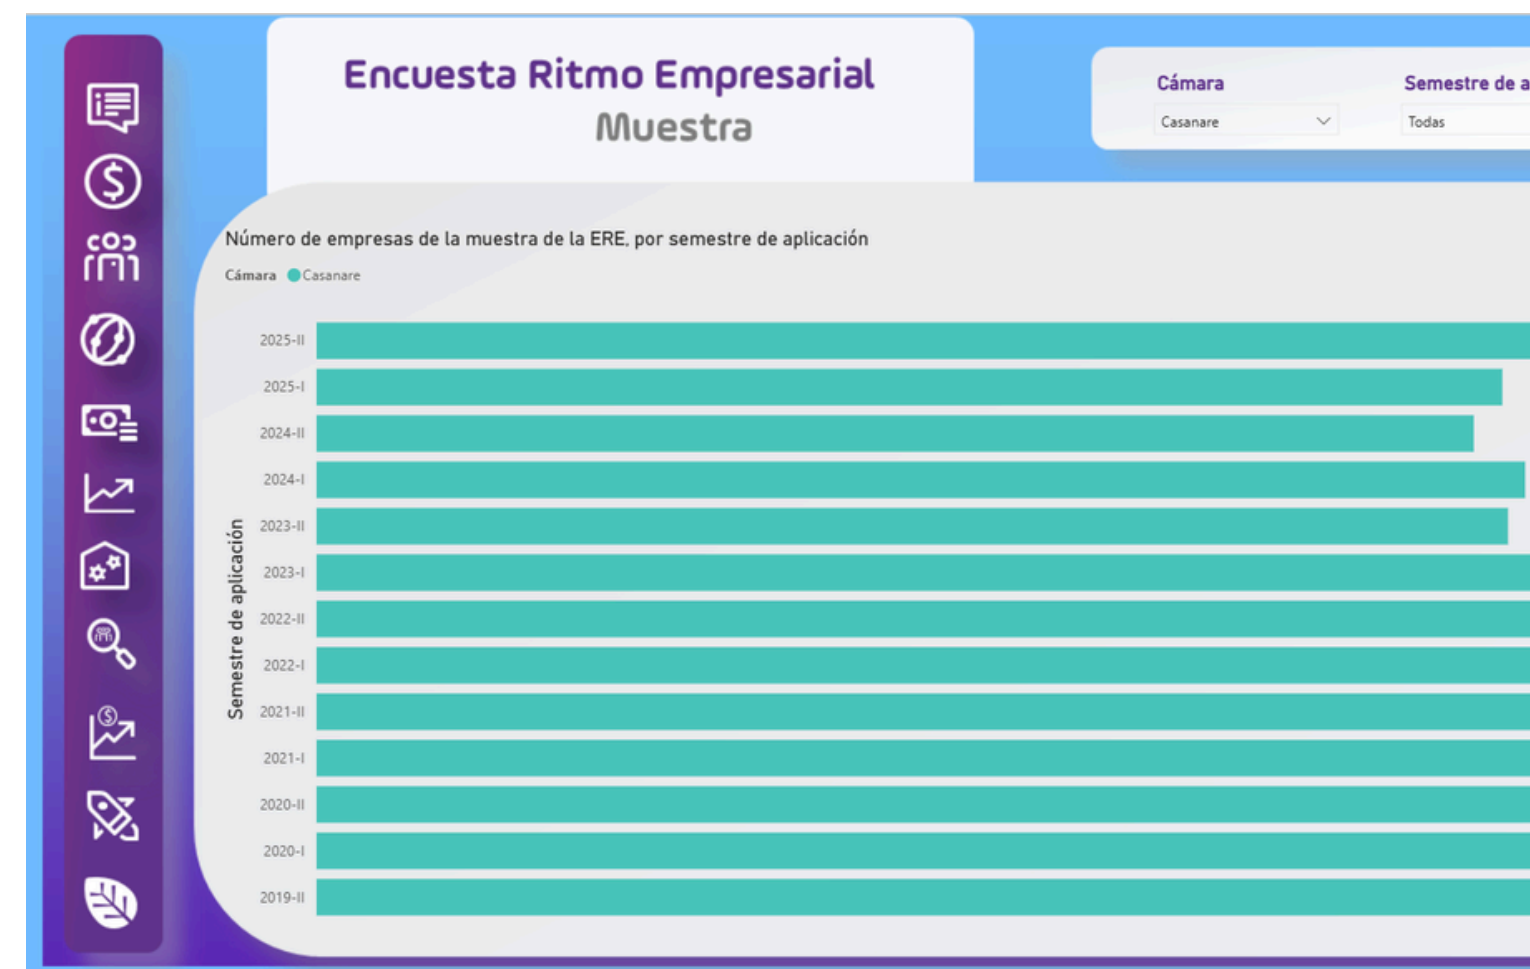 Encuesta Ritmo Empresarial
Muestra
Cámara
Semestre de a
Casanare
Todas
Número de empresas de la muestra de la ERE, por semestre de aplicación
Cámara Casanare
Semestre de aplicación
2025-II
2025-I
2024-II
2024-I
2023-II
2023-I
2022-II
2022-I
2021-II
2021-I
2020-II
2020-I
2019-II